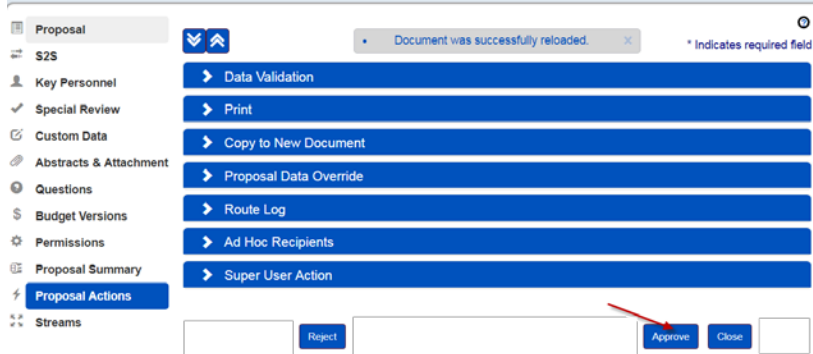 Proposal
S2S
Key Personnel
Special Review
Custom Data
Abstracts & Attachment
Questions
Budget Versions
Permissions
Proposal Summary
Proposal Actions
Streams
Document was successfully reloaded.
* Indicates required field
Data Validation
Print
Copy to New Document
Proposal Data Override
Route Log
Ad Hoc Recipients
Super User Action
Reject
Approve
Close